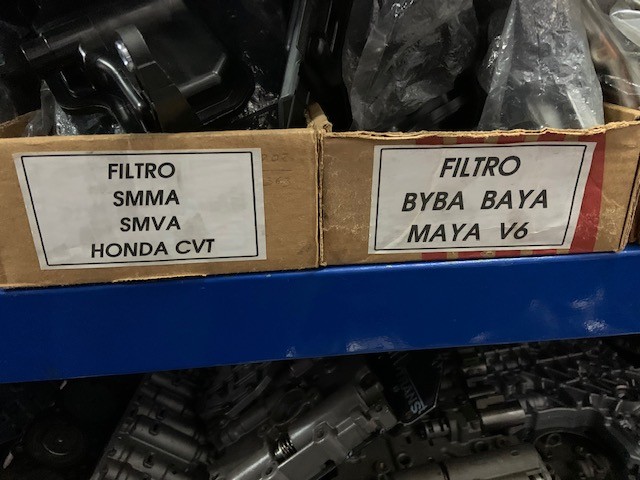 FILTRO
SMMA
SMVA
HONDA CVT
FILTRO
BYBA BAYA
MAYA V6